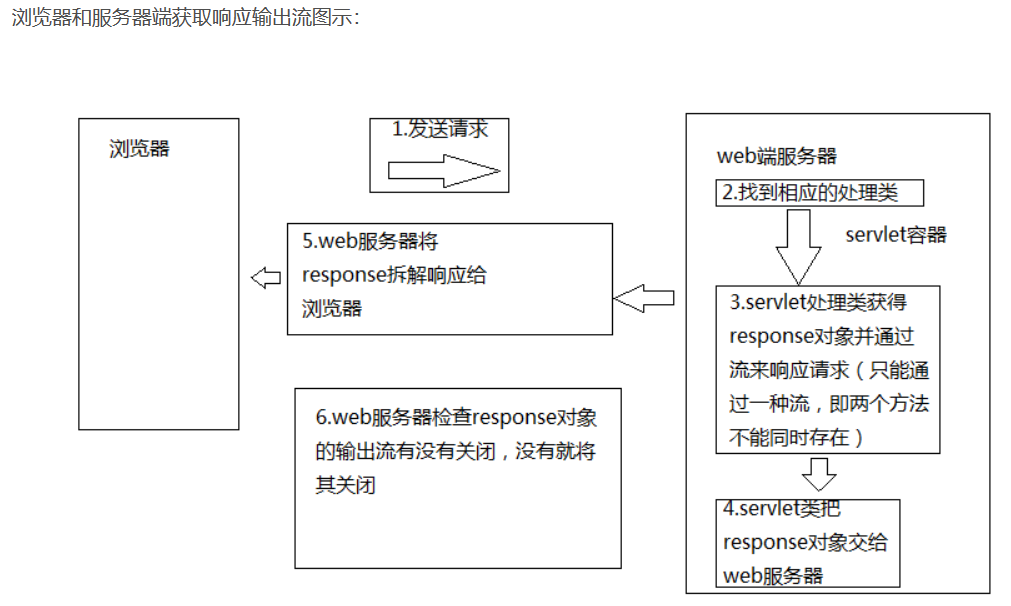 浏览器和服务器端获取响应输出流图示：
浏览器
1.发送请求
web端服务器
2.找到相应的处理类
servlet容器
3.servlet处理类获得
response对象并通过
流来响应请求（只能通
过一种流，即两个方法
不能同时存在）
4.servlet类把
response对象交给
web服务器
5.web服务器将
response拆解响应给
浏览器
6.web服务器检查response对象
的输出流有没有关闭，没有就将
其关闭